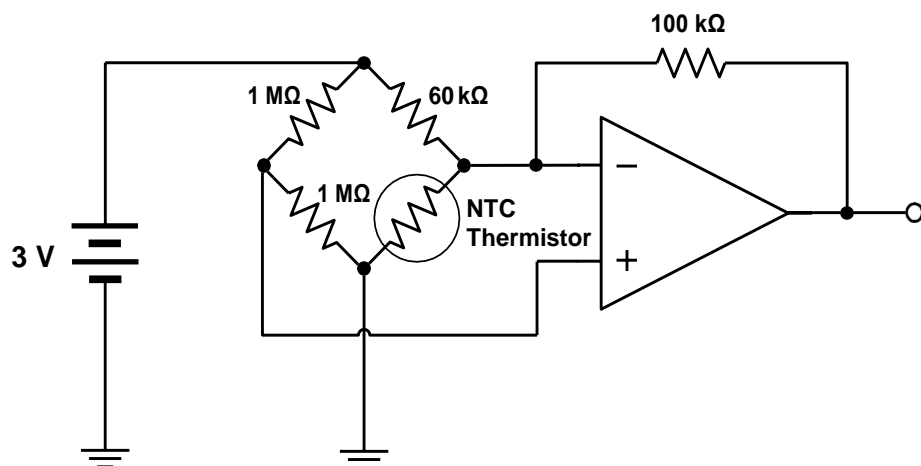 100 kΩ
1 MΩ
60 kΩ
1 MΩ
NTC
Thermistor
3 V
−
+